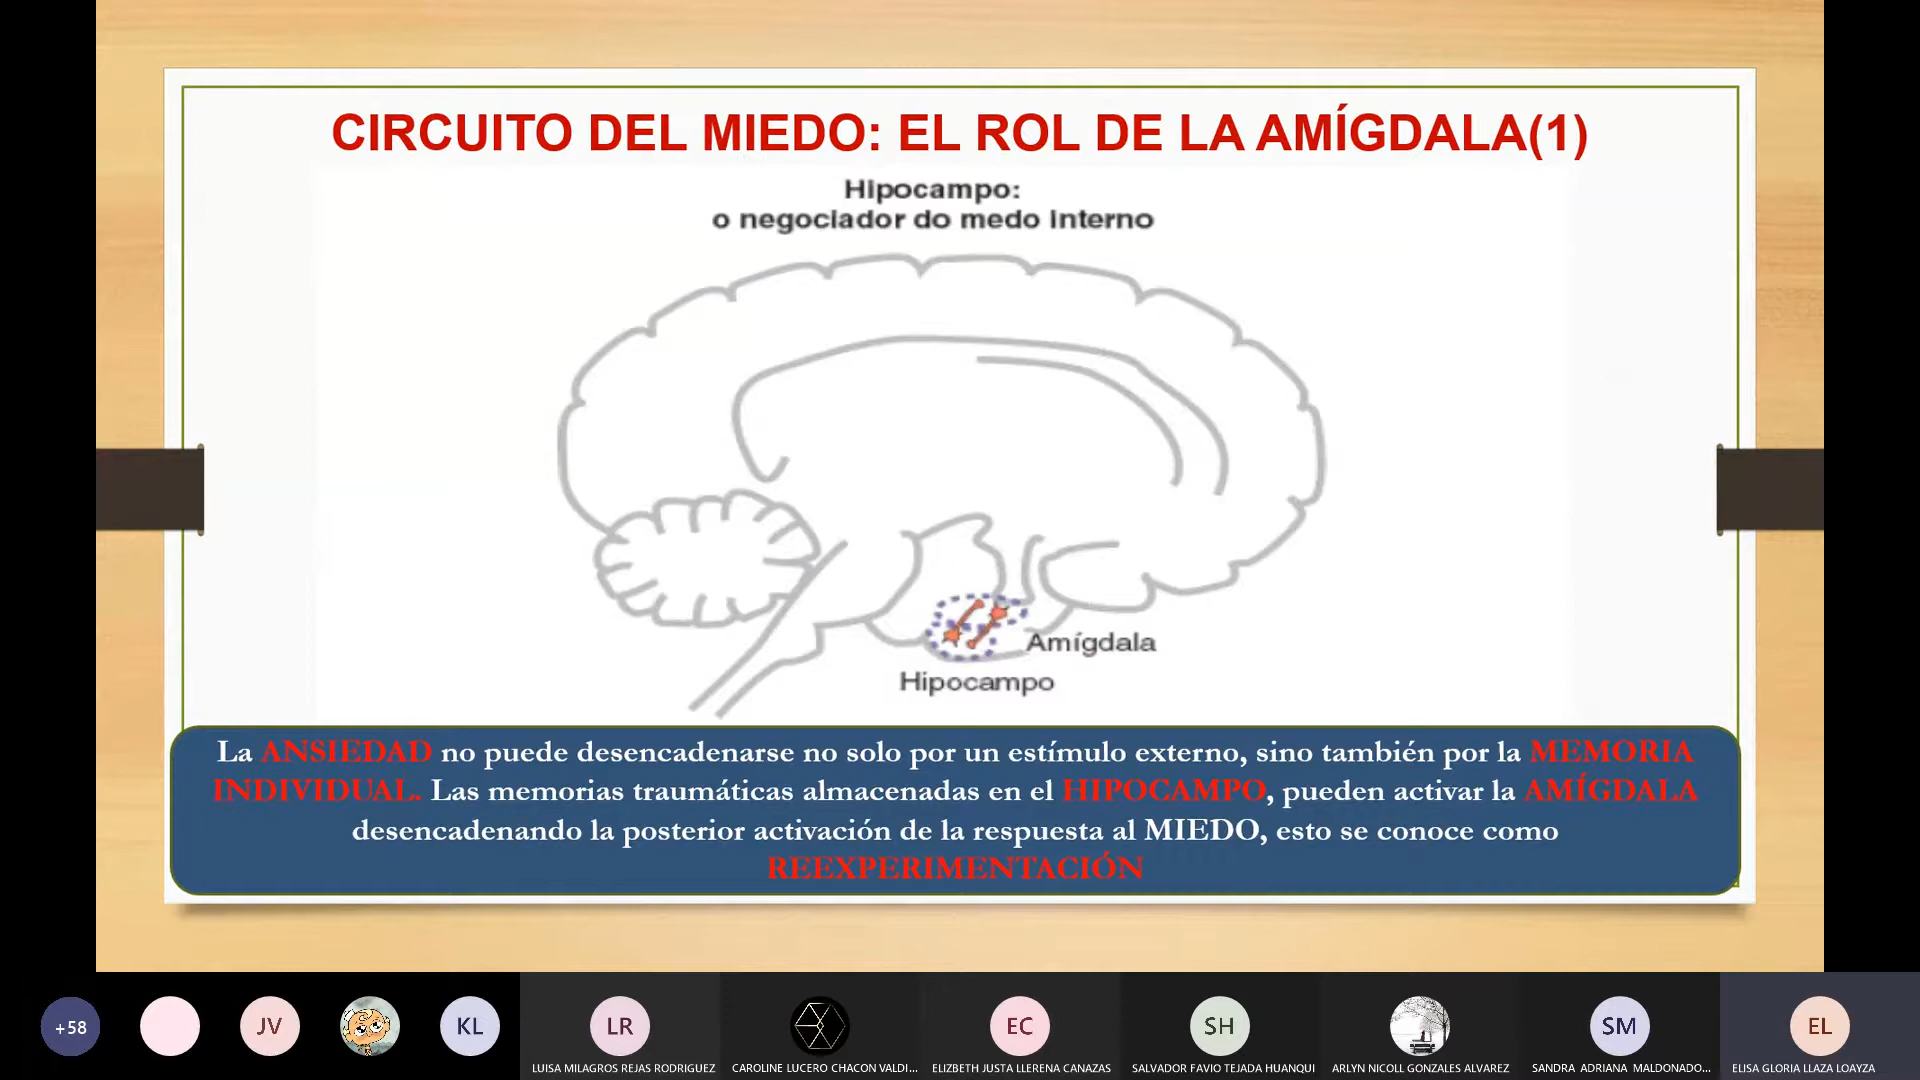 CIRCUITO DEL MIEDO: EL ROL DE LA AMÍGDALA(1)
Hipocampo:
o negociador do medo interno
Amígdala
Hipocampo
La ANSIEDAD no puede desencadenarse no solo por un estímulo externo, sino también por la MEMORIA
INDIVIDUAL. Las memorias traumáticas almacenadas en el HIPOCAMPO, pueden activar la AMÍGDALA
desencadenando la posterior activación de la respuesta al MIEDO, esto se conoce como
REEXPERIMENTACIÓN
+58
JV
KL
LR
EC
SH
SM
EL
LUISA MILAGROS REJAS RODRIGUEZ
CAROLINE LUCERO CHACON VALDI...
ELIZBETH JUSTA LLERENA CANAZAS
SALVADOR FAVIO TEJADA HUANQUI
ARLYN NICOLL GONZALES ALVAREZ
SANDRA ADRIANA MALDONADO...
ELISA GLORIA LLAZA LOAYZA